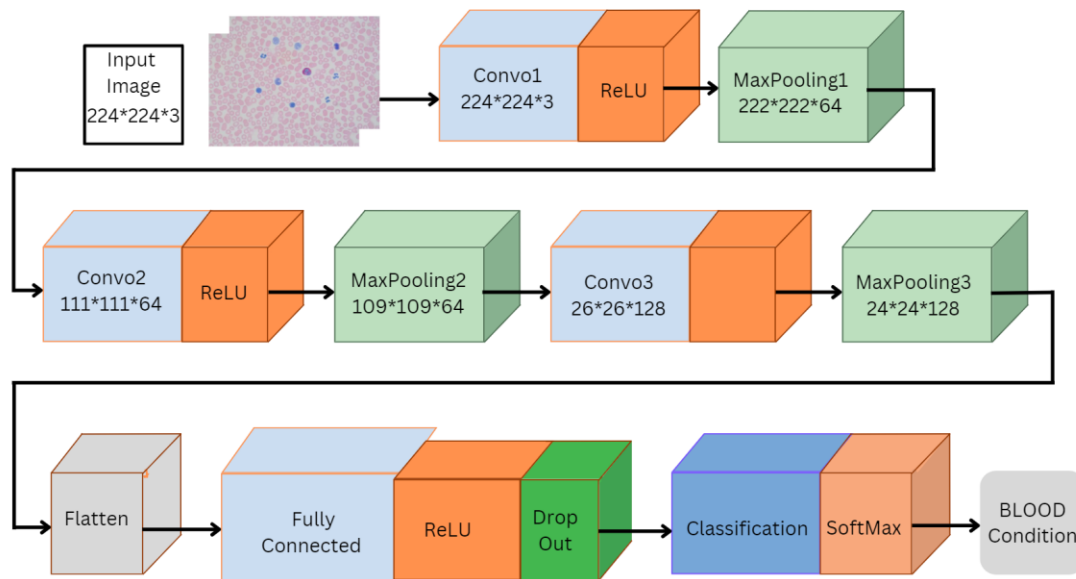 Input
Image
224*224*3
Convo1
224*224*3
ReLU
MaxPooling1
222*222*64
Convo2
111*111*64
ReLU
MaxPooling2
109*109*64
Convo3
26*26*128
MaxPooling3
24*24*128
Flatten
Fully
Connected
ReLU
Drop
Out
Classification
SoftMax
BLOOD
Condition